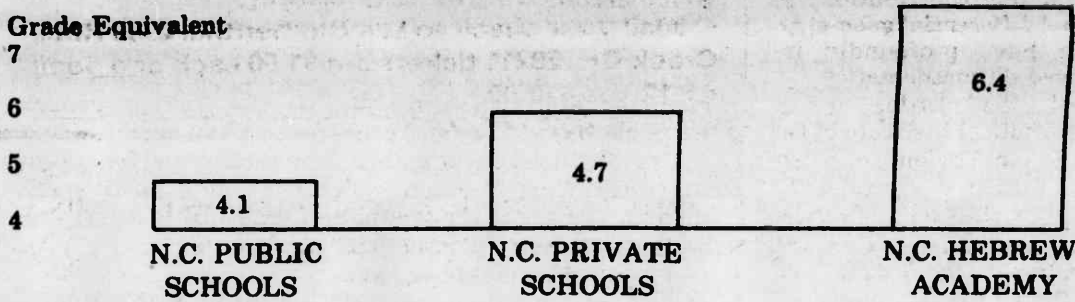 Grade Equivalent
7
6
5
4
4.1
4.7
6.4
N.C. PUBLIC
SCHOOLS
N.C. PRIVATE
SCHOOLS
N.C. HEBREW
ACADEMY